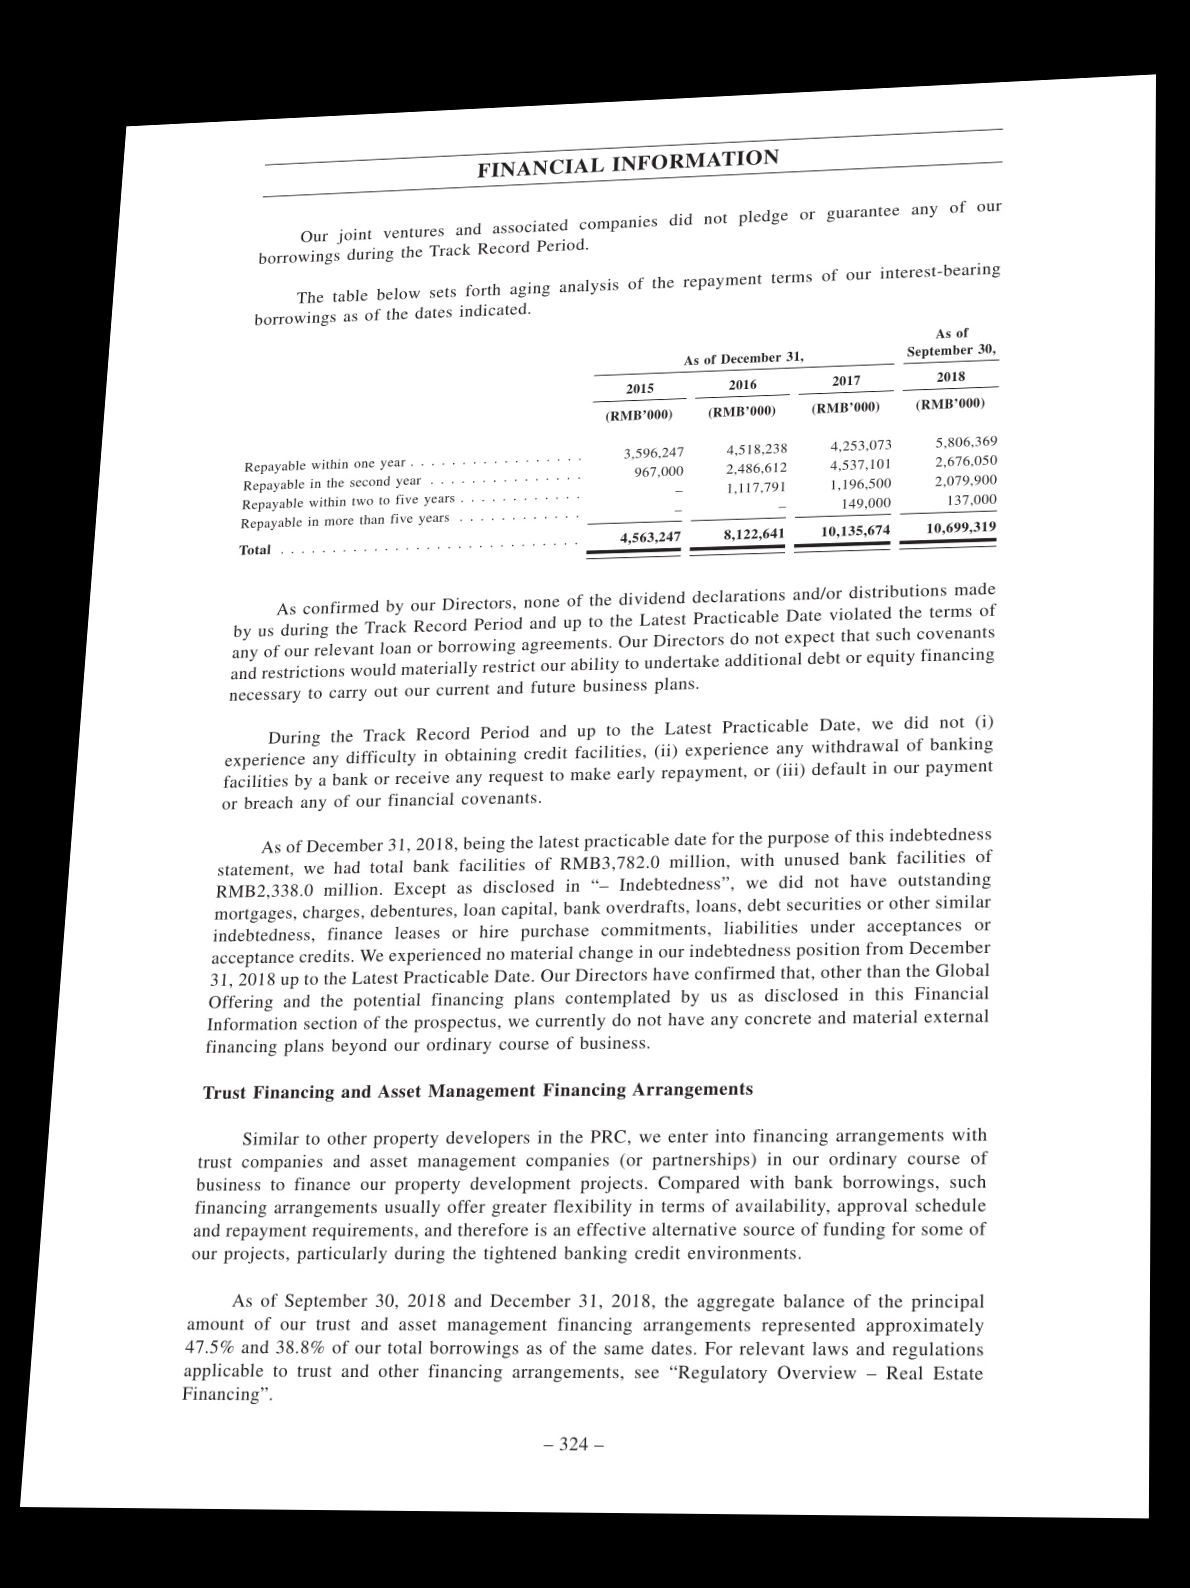 FINANCIAL INFORMATION
Our joint ventures and associated companies did not pledge or guarantee any of our
borrowings during the Track Record Period.
The table below sets forth aging analysis of the repayment terms of our interest-bearing
borrowings as of the dates indicated.
As of December 31, As of September 30,
2015 2016 2017 2018
(RMB’000) (RMB’000) (RMB’000) (RMB’000)
Repayable within one year . . . . . . . . . . . . . . . . . 3,596,247 4,518,238 4,253,073 5,806,369
Repayable in the second year . . . . . . . . . . . . . . . 967,000 2,486,612 4,537,101 2,676,050
Repayable within two to five years . . . . . . . . . . . . – 1,117,791 1,196,500 2,079,900
Repayable in more than five years . . . . . . . . . . . . – – 149,000 137,000
Total . . . . . . . . . . . . . . . . . . . . . . . . . . . . . 4,563,247 8,122,641 10,135,674 10,699,319
As confirmed by our Directors, none of the dividend declarations and/or distributions made
by us during the Track Record Period and up to the Latest Practicable Date violated the terms of
any of our relevant loan or borrowing agreements. Our Directors do not expect that such covenants
and restrictions would materially restrict our ability to undertake additional debt or equity financing
necessary to carry out our current and future business plans.
During the Track Record Period and up to the Latest Practicable Date, we did not (i)
experience any difficulty in obtaining credit facilities, (ii) experience any withdrawal of banking
facilities by a bank or receive any request to make early repayment, or (iii) default in our payment
or breach any of our financial covenants.
As of December 31, 2018, being the latest practicable date for the purpose of this indebtedness
statement, we had total bank facilities of RMB3,782.0 million, with unused bank facilities of
RMB2,338.0 million. Except as disclosed in “– Indebtedness”, we did not have outstanding
mortgages, charges, debentures, loan capital, bank overdrafts, loans, debt securities or other similar
indebtedness, finance leases or hire purchase commitments, liabilities under acceptances or
acceptance credits. We experienced no material change in our indebtedness position from December
31, 2018 up to the Latest Practicable Date. Our Directors have confirmed that, other than the Global
Offering and the potential financing plans contemplated by us as disclosed in this Financial
Information section of the prospectus, we currently do not have any concrete and material external
financing plans beyond our ordinary course of business.
Trust Financing and Asset Management Financing Arrangements
Similar to other property developers in the PRC, we enter into financing arrangements with
trust companies and asset management companies (or partnerships) in our ordinary course of
business to finance our property development projects. Compared with bank borrowings, such
financing arrangements usually offer greater flexibility in terms of availability, approval schedule
and repayment requirements, and therefore is an effective alternative source of funding for some of
our projects, particularly during the tightened banking credit environments.
As of September 30, 2018 and December 31, 2018, the aggregate balance of the principal
amount of our trust and asset management financing arrangements represented approximately
47.5% and 38.8% of our total borrowings as of the same dates. For relevant laws and regulations
applicable to trust and other financing arrangements, see “Regulatory Overview – Real Estate
Financing”.
– 324 –